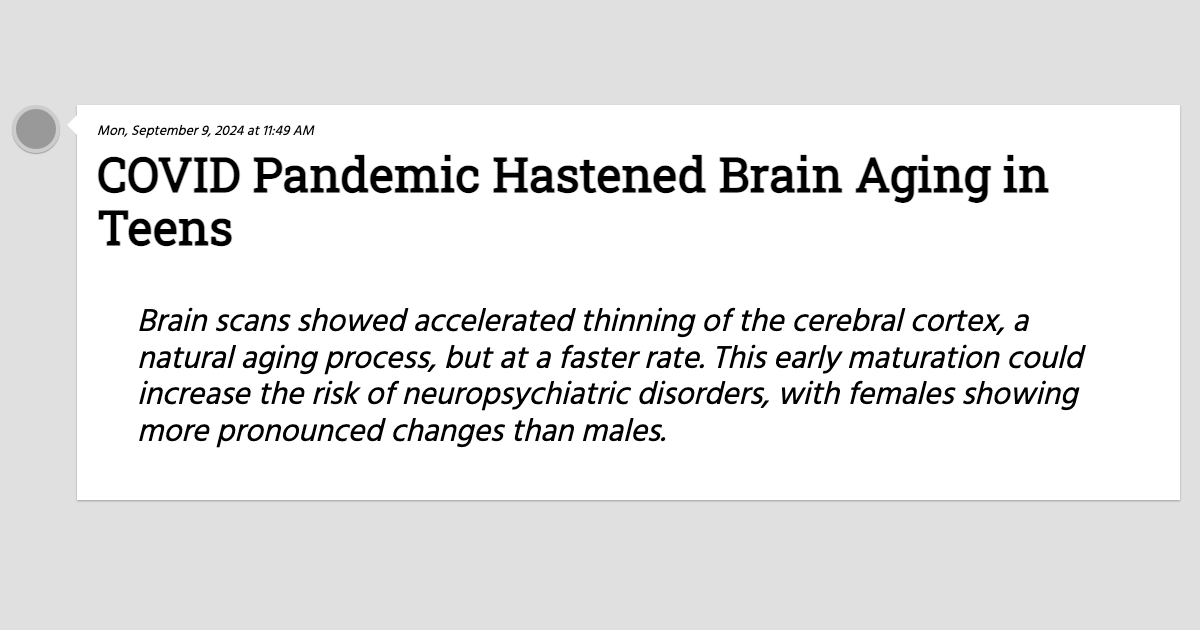 Mon, September 9, 2024 at 11:49 AM
COVID Pandemic Hastened Brain Aging in
Teens
Brain scans showed accelerated thinning of the cerebral cortex, a
natural aging process, but at a faster rate. This early maturation could
increase the risk of neuropsychiatric disorders, with females showing
more pronounced changes than males.